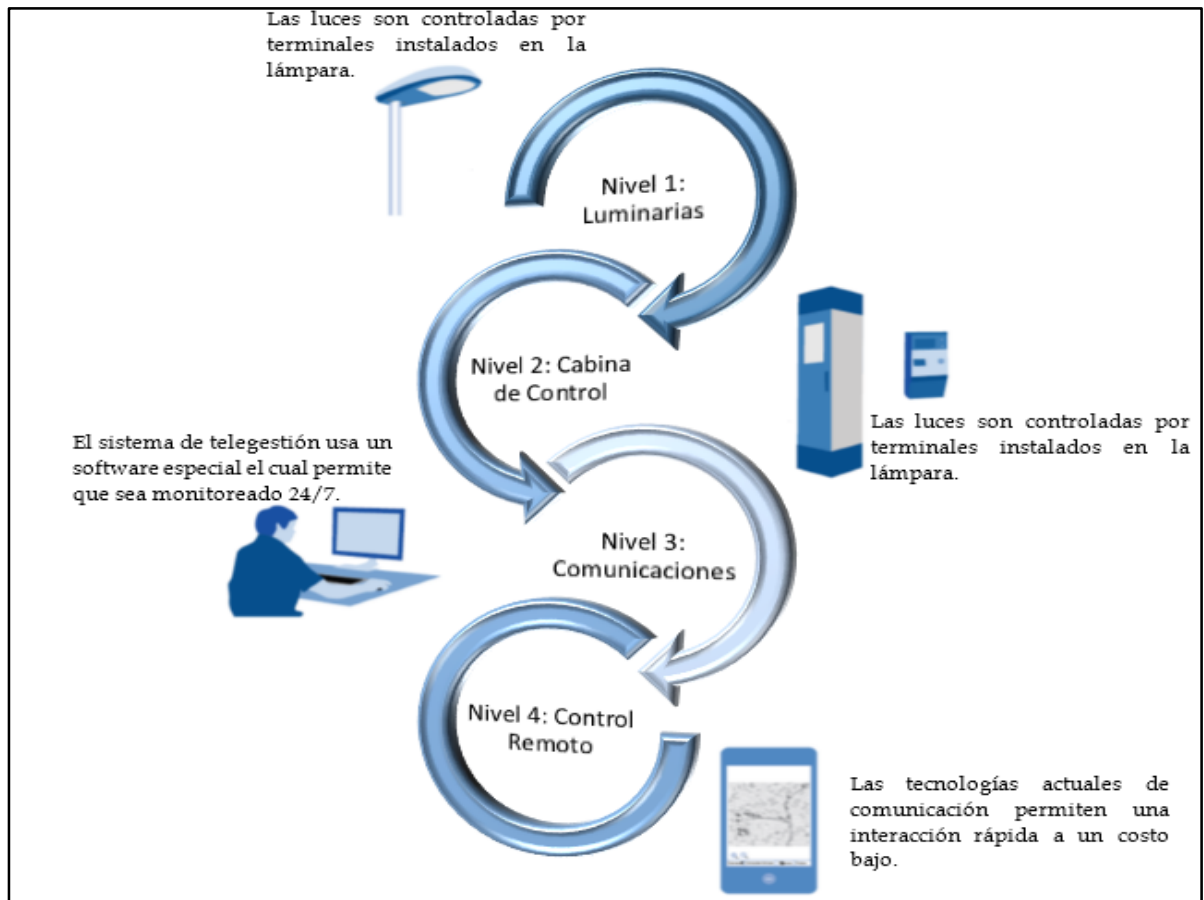 Las luces son controladas por
terminales instalados en la
lámpara.
Nivel 1:
Luminarias
Nivel 2: Cabina
de Control
Las luces son controladas por
terminales instalados en la
lámpara.
El sistema de telegestión usa un
software especial el cual permite
que sea monitoreado 24/7.
Nivel 3:
Comunicaciones
Nivel 4: Control
Remoto
Las tecnologías actuales de
comunicación permiten una
interacción rápida a un costo
bajo.